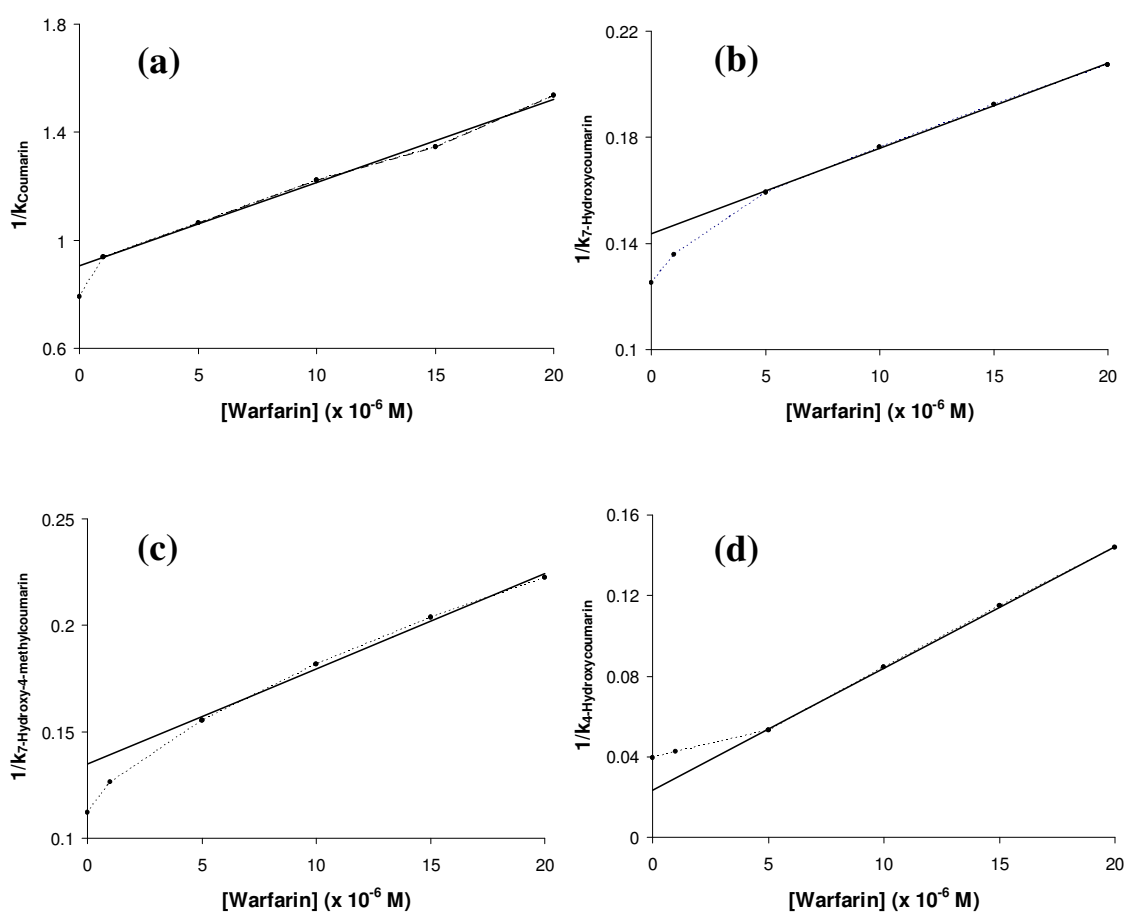 (a)
1/kCoumarin
1.8
1.4
1
0.6
0 5 10 15 20
[Warfarin] (x 10-6 M)
(b)
1/k7-Hydroxycoumarin
0.22
0.18
0.14
0.1
0 5 10 15 20
[Warfarin] (x 10-6 M)
(c)
1/k7-Hydroxy-4-methylcoumarin
0.25
0.2
0.15
0.1
0 5 10 15 20
[Warfarin] (x 10-6 M)
(d)
1/k4-Hydroxycoumarin
0.16
0.12
0.08
0.04
0
0 5 10 15 20
[Warfarin] (x 10-6 M)